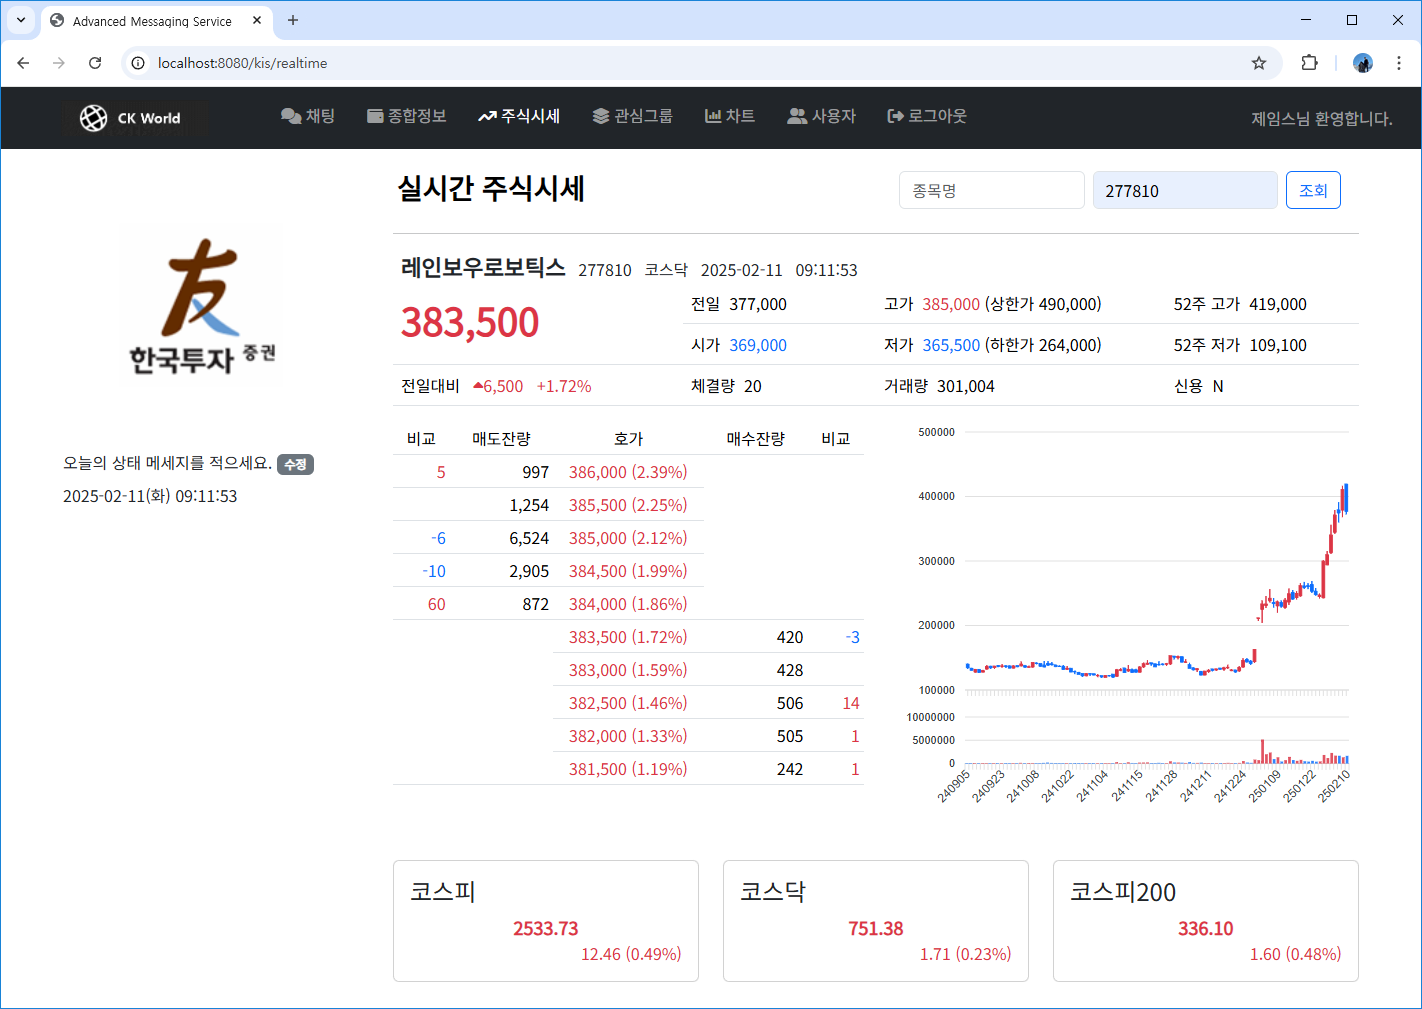 Advanced Messaging Service
localhost:8080/kis/realtime
CK World
채팅 종합정보 주식시세 관심그룹 차트 사용자 로그아웃
제임스님 환영합니다.
友
한국투자 증권
오늘의 상태 메세지를 적으세요. 수정
2025-02-11(화) 09:11:53
실시간 주식시세
종목명 277810 조회
레인보우로보틱스 277810 코스닥 2025-02-11 09:11:53
383,500
전일 377,000 고가 385,000 (상한가 490,000) 52주 고가 419,000
시가 369,000 저가 365,500 (하한가 264,000) 52주 저가 109,100
전일대비 6,500 +1.72% 체결량 20 거래량 301,004 신용 N
비교 매도잔량 호가 매수잔량 비교
5 997 386,000 (2.39%)
1,254 385,500 (2.25%)
-6 6,524 385,000 (2.12%)
-10 2,905 384,500 (1.99%)
60 872 384,000 (1.86%)
383,500 (1.72%) 420 -3
383,000 (1.59%) 428
382,500 (1.46%) 506 14
382,000 (1.33%) 505 1
381,500 (1.19%) 242 1
500000
400000
300000
200000
100000
10000000
5000000
0
240905 240923 241008 241022 241104 241115 241128 241211 241224 250109 250122 250210
코스피
2533.73
12.46 (0.49%)
코스닥
751.38
1.71 (0.23%)
코스피200
336.10
1.60 (0.48%)